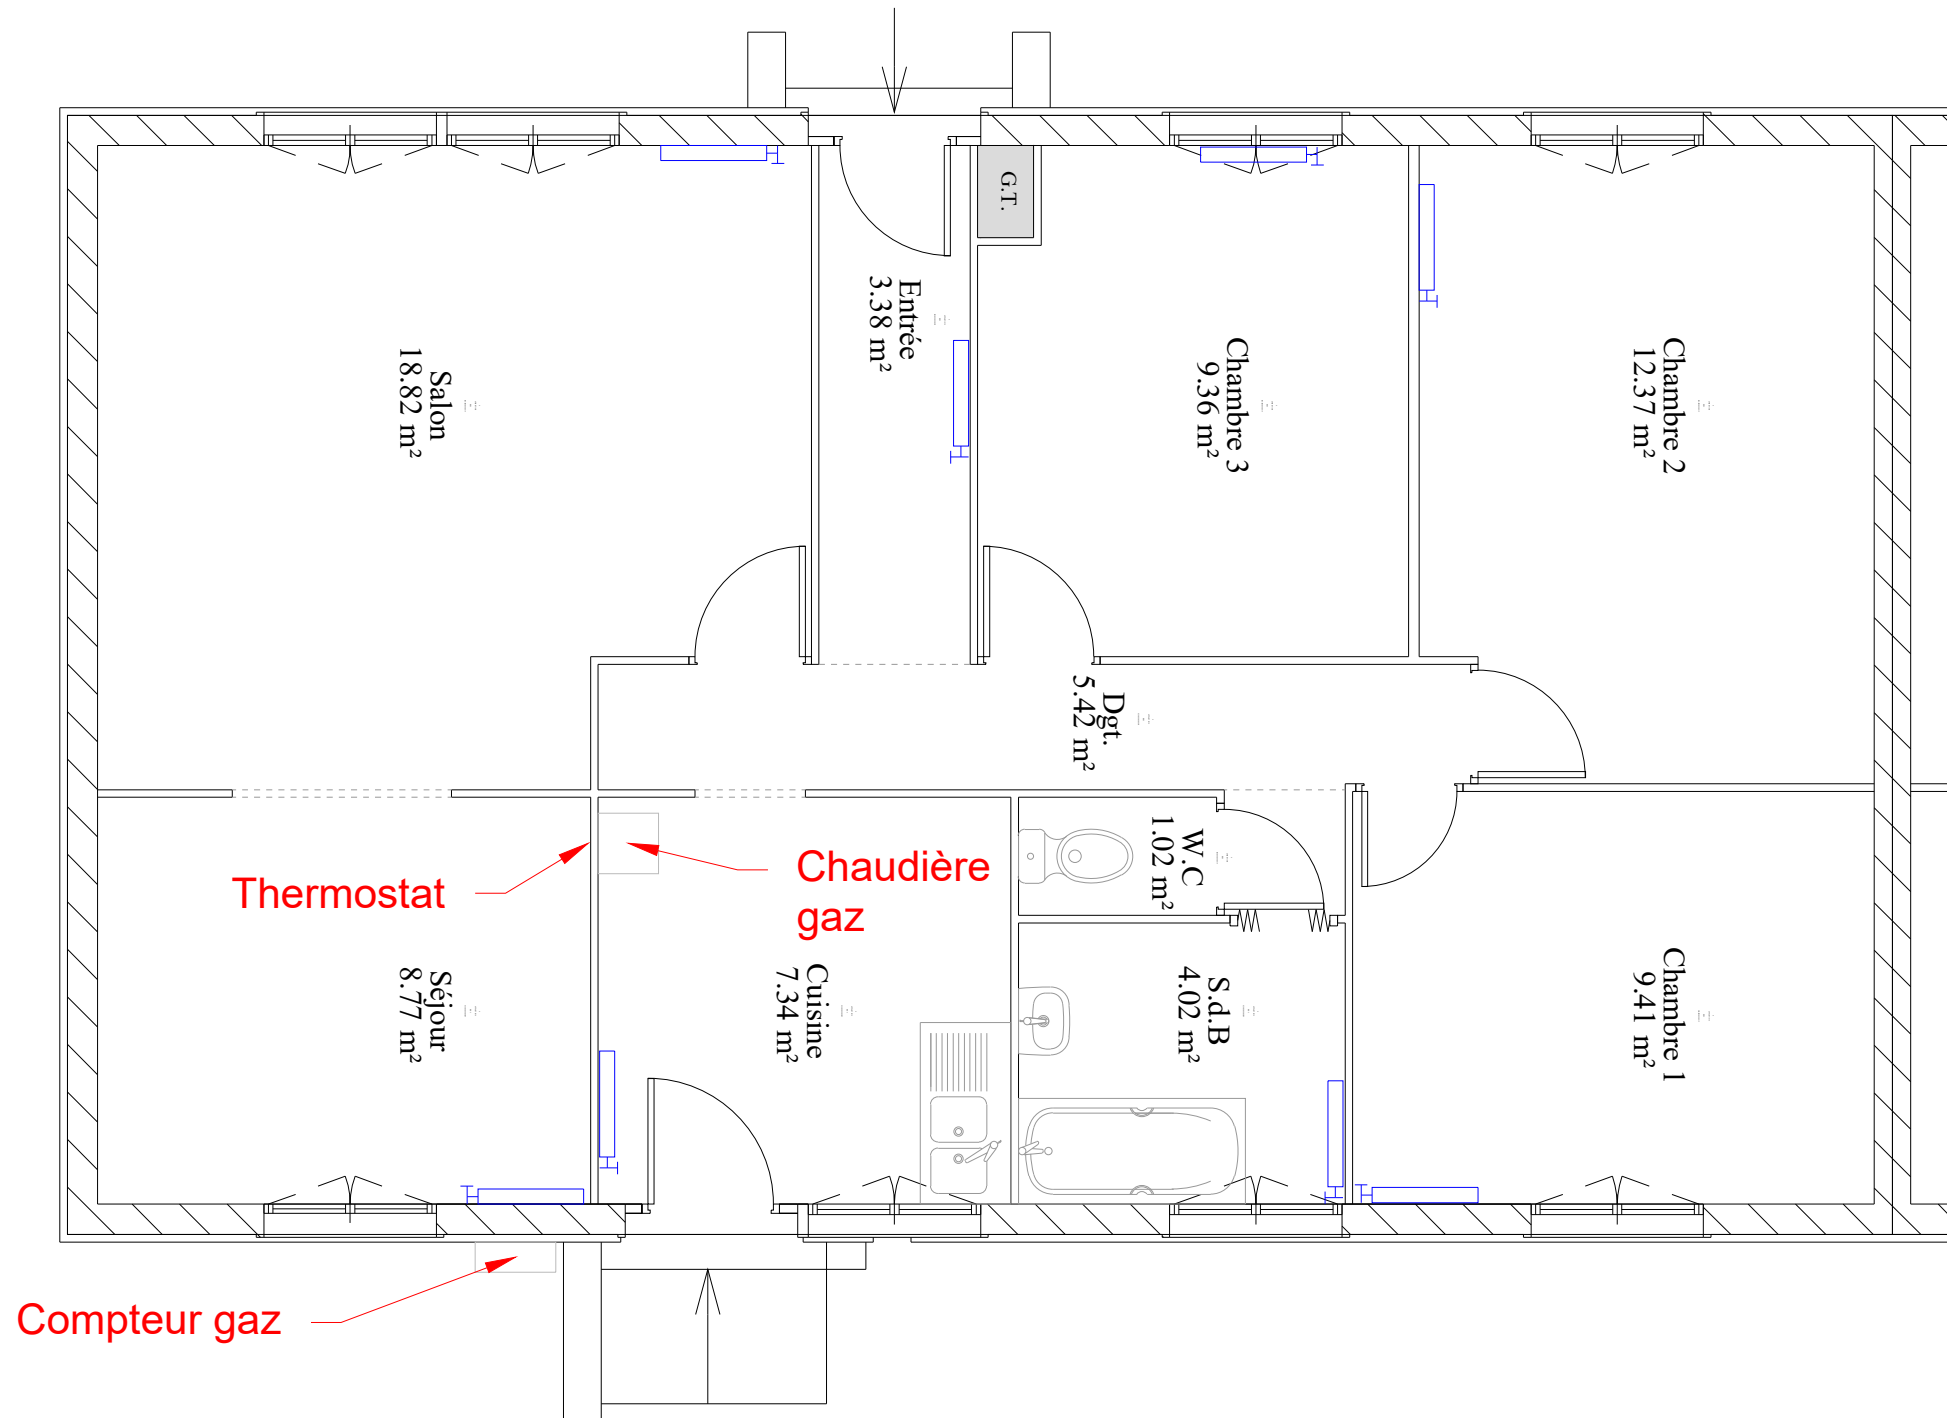 G.T.
Entrée
3.38 m²
Salon
18.82 m²
Chambre 3
9.36 m²
Chambre 2
12.37 m²
Dgt.
5.42 m²
Thermostat
Chaudière
gaz
W.C
1.02 m²
Séjour
8.77 m²
Cuisine
7.34 m²
S.d.B
4.02 m²
Chambre 1
9.41 m²
Compteur gaz